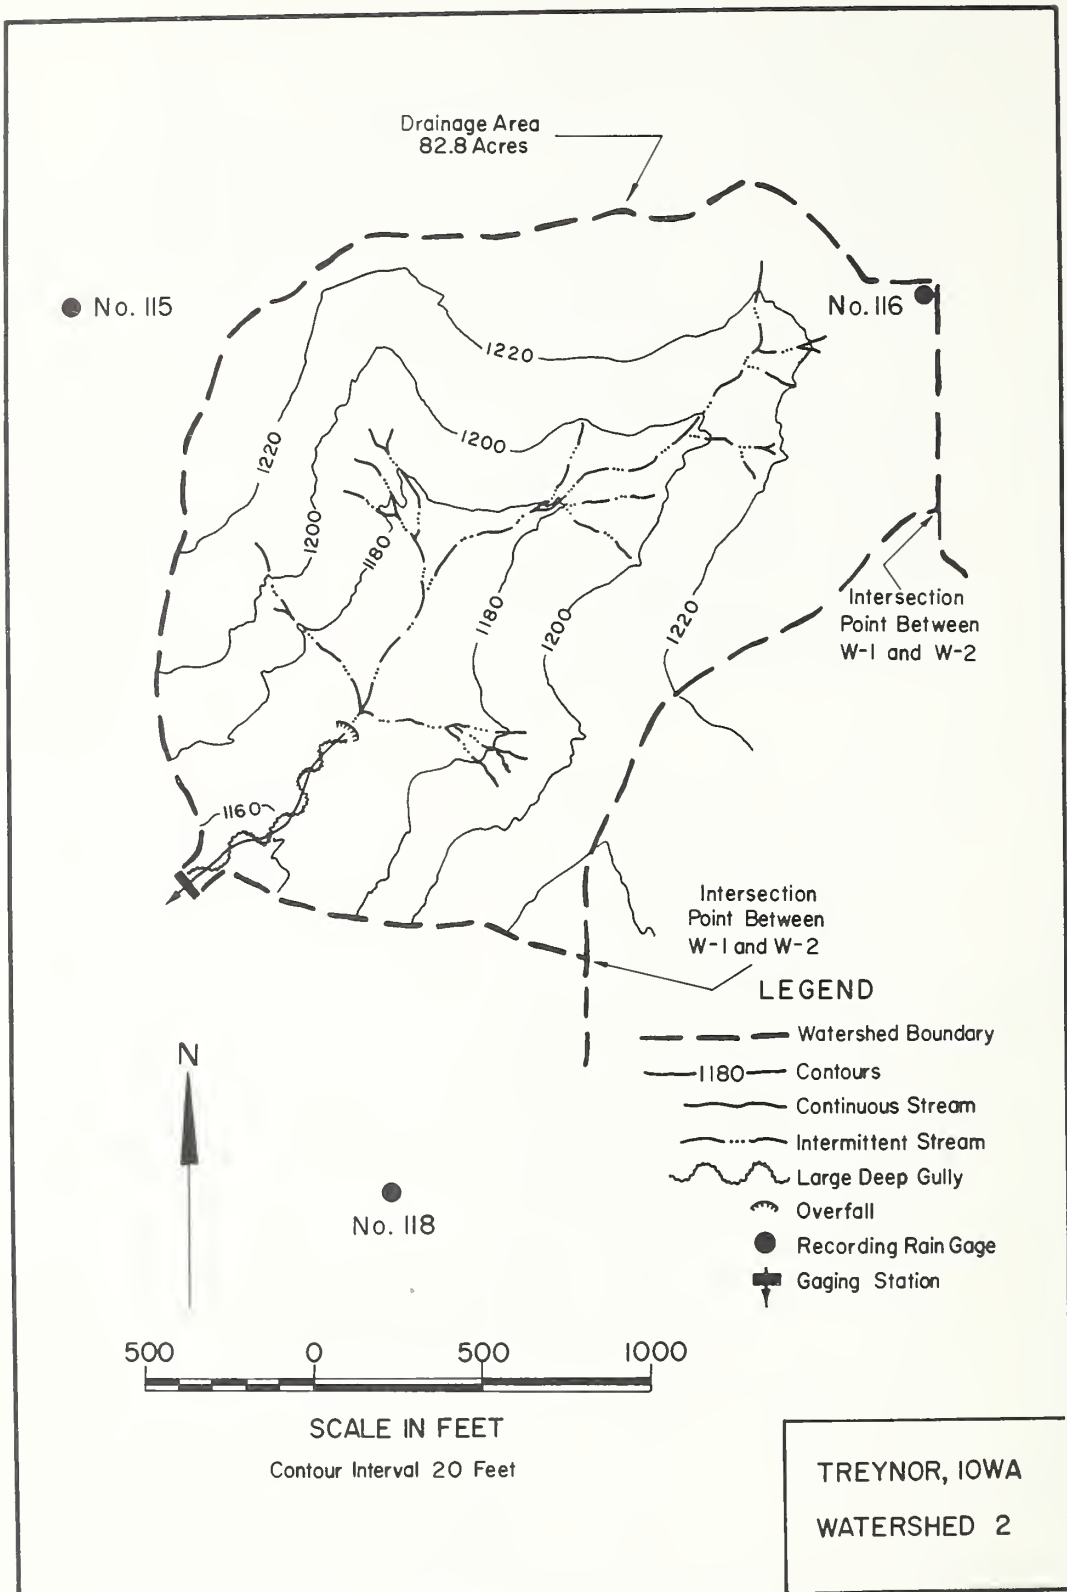 Drainage Area
82.8 Acres
No. 115
No. 116
1220
1200
1220
1200
1180
1180
1200
1220
Intersection
Point Between
W-1 and W-2
1160
Intersection
Point Between
W-1 and W-2
LEGEND
Watershed Boundary
1180 Contours
Continuous Stream
Intermittent Stream
Large Deep Gully
Overfall
Recording Rain Gage
Gaging Station
N
No. 118
500 0 500 1000
SCALE IN FEET
Contour Interval 20 Feet
TREYNOR, IOWA
WATERSHED 2